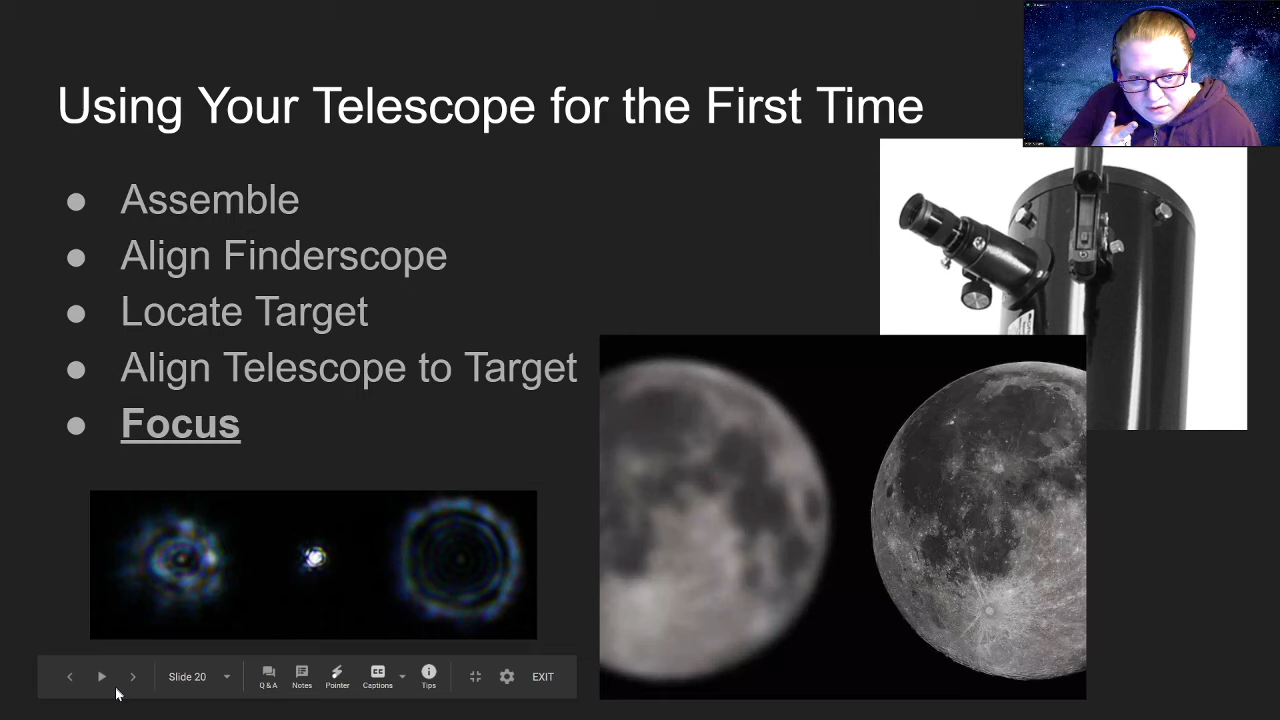 Using Your Telescope for the First Time
● Assemble
● Align Finderscope
● Locate Target
● Align Telescope to Target
● Focus
Slide 20
Q & A
Notes
Pointer
Captions
Tips
EXIT